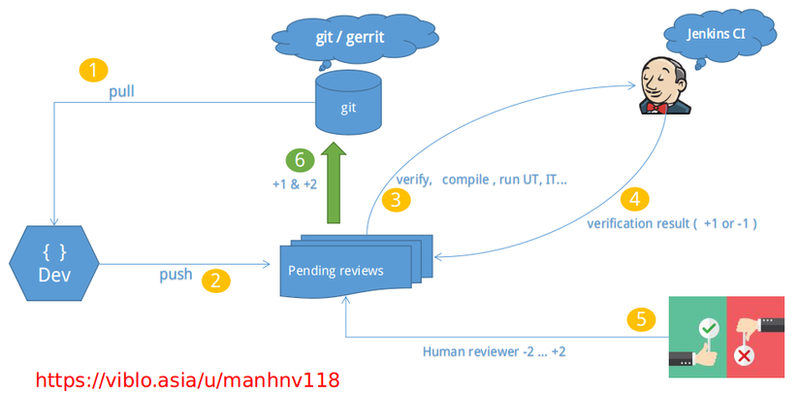 git / gerrit
Jenkins CI
1
pull
git
6
+1 & +2
verify, compile , run UT, IT...
3
4
verification result ( +1 or -1 )
{ }
Dev
push
2
Pending reviews
5
Human reviewer -2 ... +2
https://viblo.asia/u/manhnv118